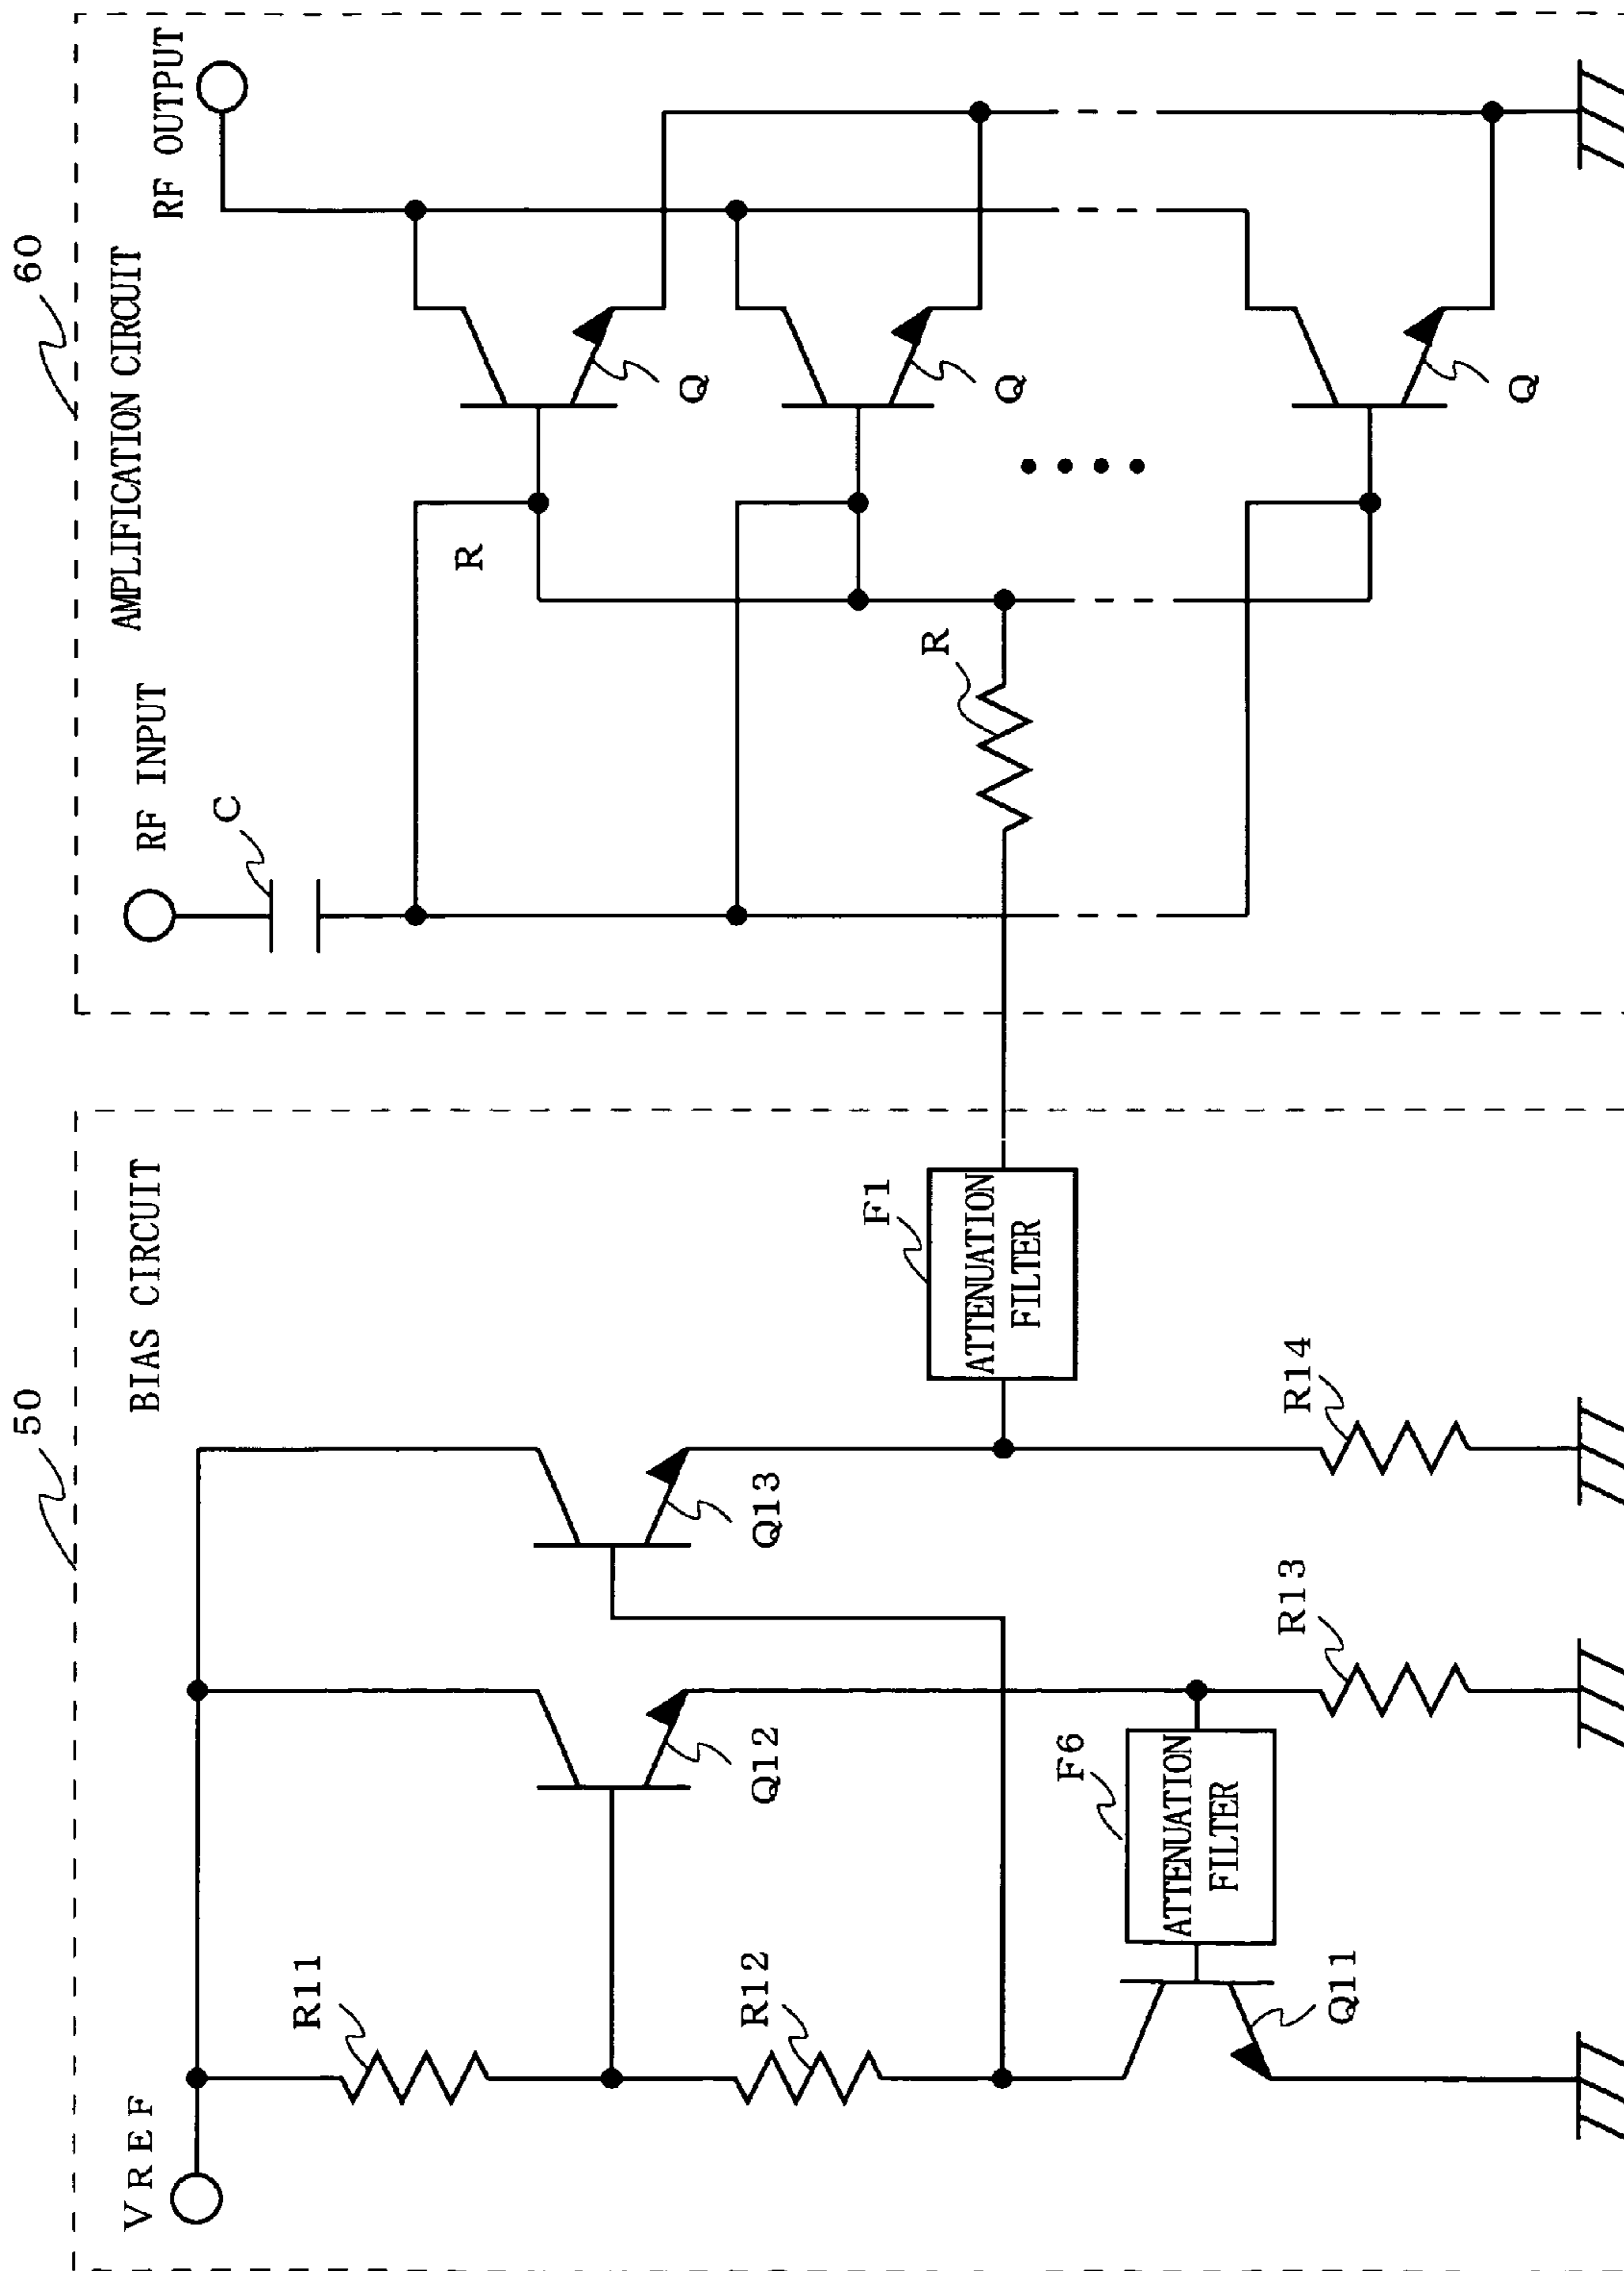 50
60
BIAS CIRCUIT
AMPLIFICATION CIRCUIT
VREF
RF INPUT
RF OUTPUT
C
R11
R
Q
Q12
Q13
R12
F1
R
Q
ATTENUATION
FILTER
F6
ATTENUATION
FILTER
Q11
R13
R14
Q